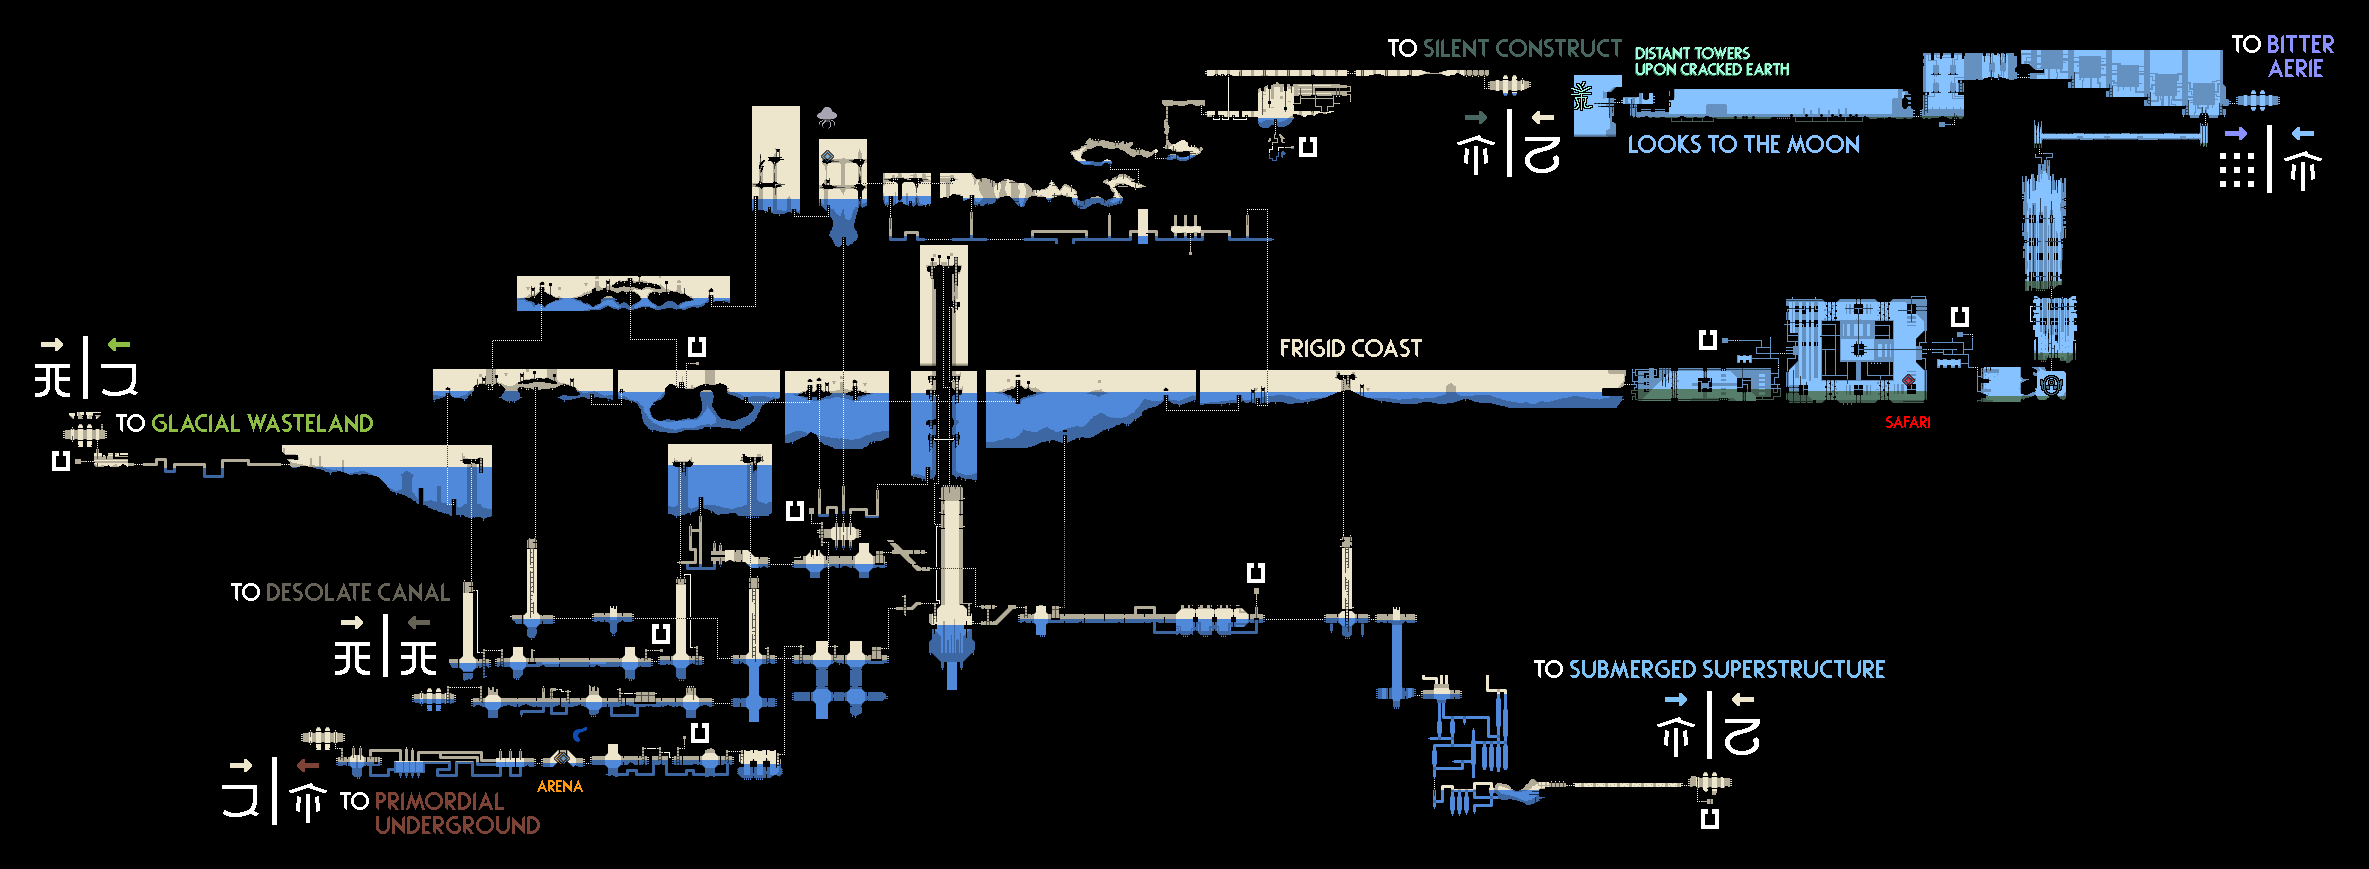 TO SILENT CONSTRUCT
DISTANT TOWERS
UPON CRACKED EARTH
TO BITTER
AERIE
LOOKS TO THE MOON
FRIGID COAST
TO GLACIAL WASTELAND
SAFARI
TO DESOLATE CANAL
TO SUBMERGED SUPERSTRUCTURE
ARENA
TO PRIMORDIAL
UNDERGROUND